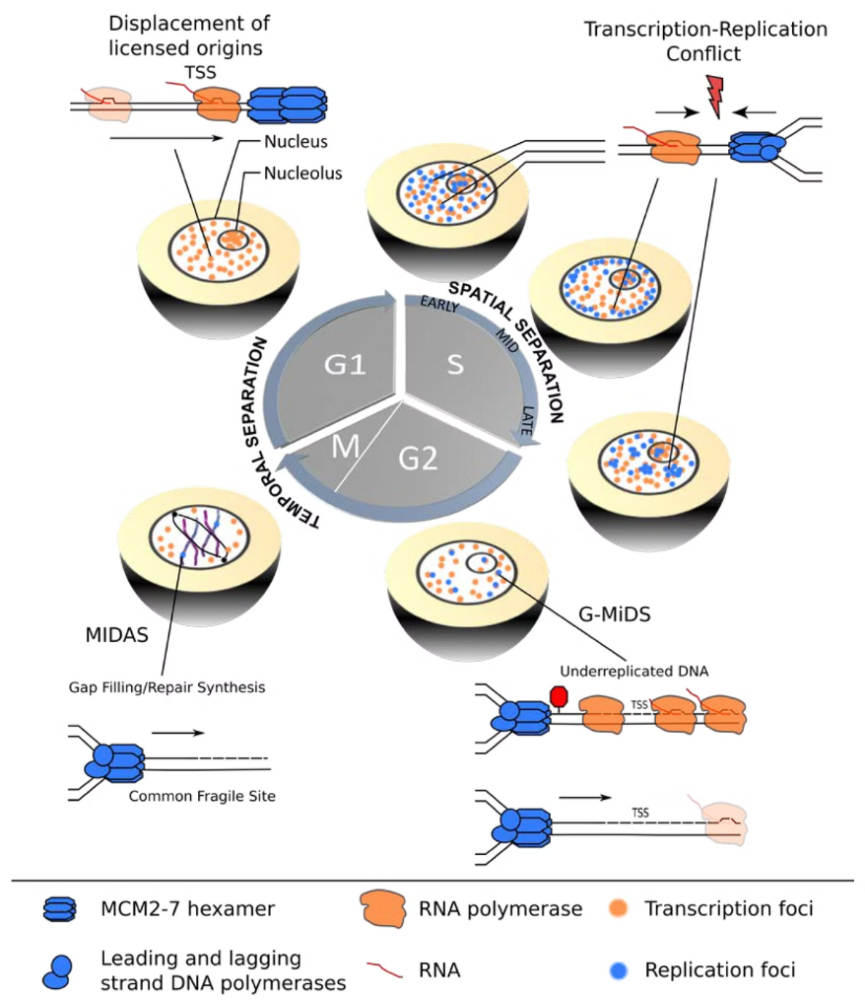 Displacement of
licensed origins
TSS
Nucleus
Nucleolus
Transcription-Replication
Conflict
SPATIAL SEPARATION
EARLY
MID
LATE
TEMPORAL SEPARATION
G1
S
M
G2
MIDAS
Gap Filling/Repair Synthesis
Common Fragile Site
G-MiDS
Underreplicated DNA
TSS
TSS
MCM2-7 hexamer
RNA polymerase
Transcription foci
Leading and lagging
strand DNA polymerases
RNA
Replication foci